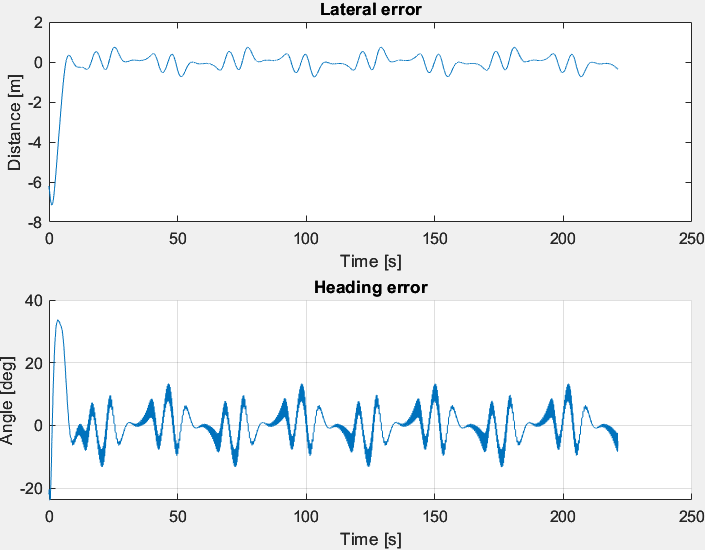 Lateral error
2
0
-2
-4
-6
-8
Distance [m]
0 50 100 150 200 250
Time [s]
Heading error
40
20
0
-20
Angle [deg]
0 50 100 150 200 250
Time [s]